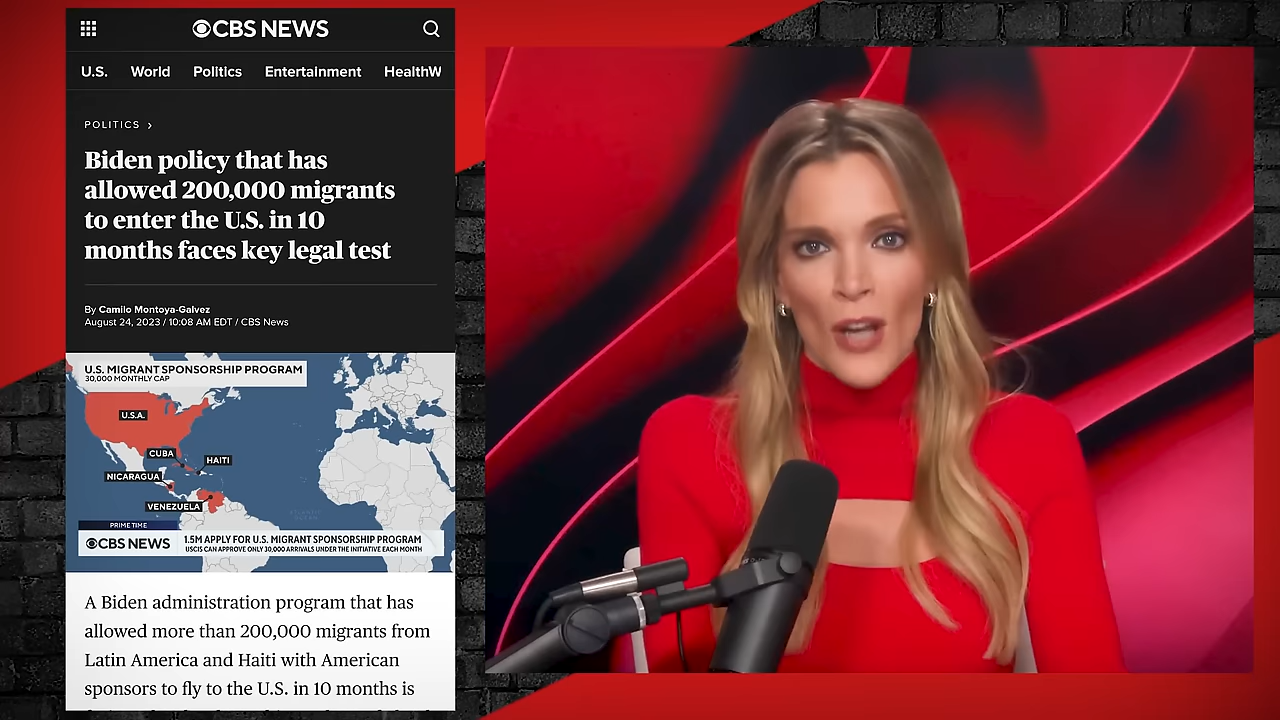 CBS NEWS
U.S. World Politics Entertainment HealthW
POLITICS
Biden policy that has
allowed 200,000 migrants
to enter the U.S. in 10
months faces key legal test
By Camilo Montoya-Galvez
August 24, 2023 / 10:08 AM EDT / CBS News
U.S. MIGRANT SPONSORSHIP PROGRAM
30,000 MONTHLY CAP
U.S.A.
CUBA
HAITI
NICARAGUA
VENEZUELA
PRIME TIME
CBS NEWS
1.5M APPLY FOR U.S. MIGRANT SPONSORSHIP PROGRAM
USCIS CAN APPROVE ONLY 30,000 ARRIVALS UNDER THE INITIATIVE EACH MONTH
A Biden administration program that has
allowed more than 200,000 migrants from
Latin America and Haiti with American
sponsors to fly to the U.S. in 10 months is